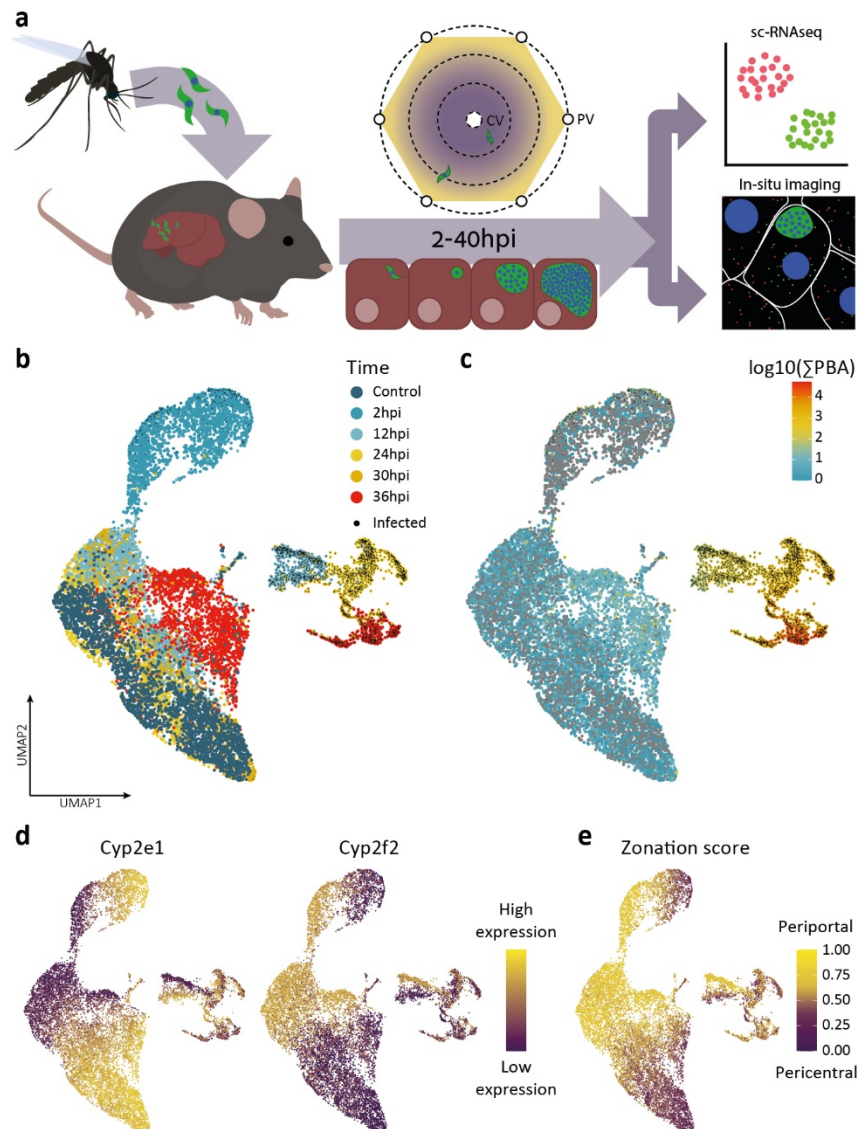 a
sc-RNAseq
CV
PV
In-situ imaging
2-40hpi
b
Time
Control
2hpi
12hpi
24hpi
30hpi
36hpi
Infected
UMAP2
UMAP1
c
log10(∑PBA)
4
3
2
1
0
d
Cyp2e1
Cyp2f2
High
expression
Low
expression
e
Zonation score
Periportal
1.00
0.75
0.50
0.25
0.00
Pericentral